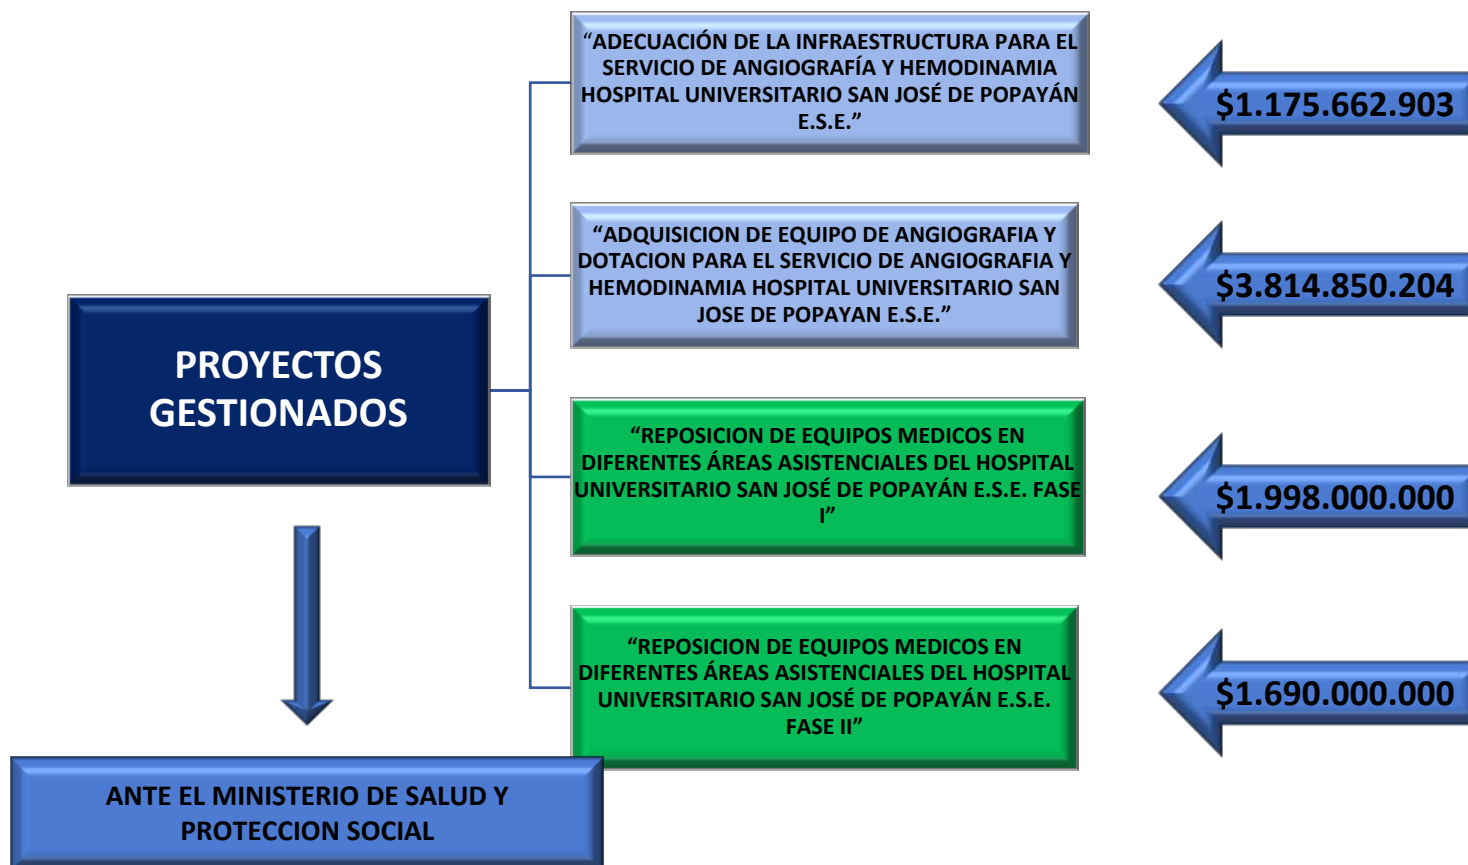 “ADECUACIÓN DE LA INFRAESTRUCTURA PARA EL
SERVICIO DE ANGIOGRAFÍA Y HEMODINAMIA
HOSPITAL UNIVERSITARIO SAN JOSÉ DE POPAYÁN
E.S.E.”
$1.175.662.903
“ADQUISICION DE EQUIPO DE ANGIOGRAFIA Y
DOTACION PARA EL SERVICIO DE ANGIOGRAFIA Y
HEMODINAMIA HOSPITAL UNIVERSITARIO SAN
JOSE DE POPAYAN E.S.E.”
$3.814.850.204
PROYECTOS
GESTIONADOS
“REPOSICION DE EQUIPOS MEDICOS EN
DIFERENTES ÁREAS ASISTENCIALES DEL HOSPITAL
UNIVERSITARIO SAN JOSÉ DE POPAYÁN E.S.E. FASE
I”
$1.998.000.000
“REPOSICION DE EQUIPOS MEDICOS EN
DIFERENTES ÁREAS ASISTENCIALES DEL HOSPITAL
UNIVERSITARIO SAN JOSÉ DE POPAYÁN E.S.E.
FASE II”
$1.690.000.000
ANTE EL MINISTERIO DE SALUD Y
PROTECCION SOCIAL